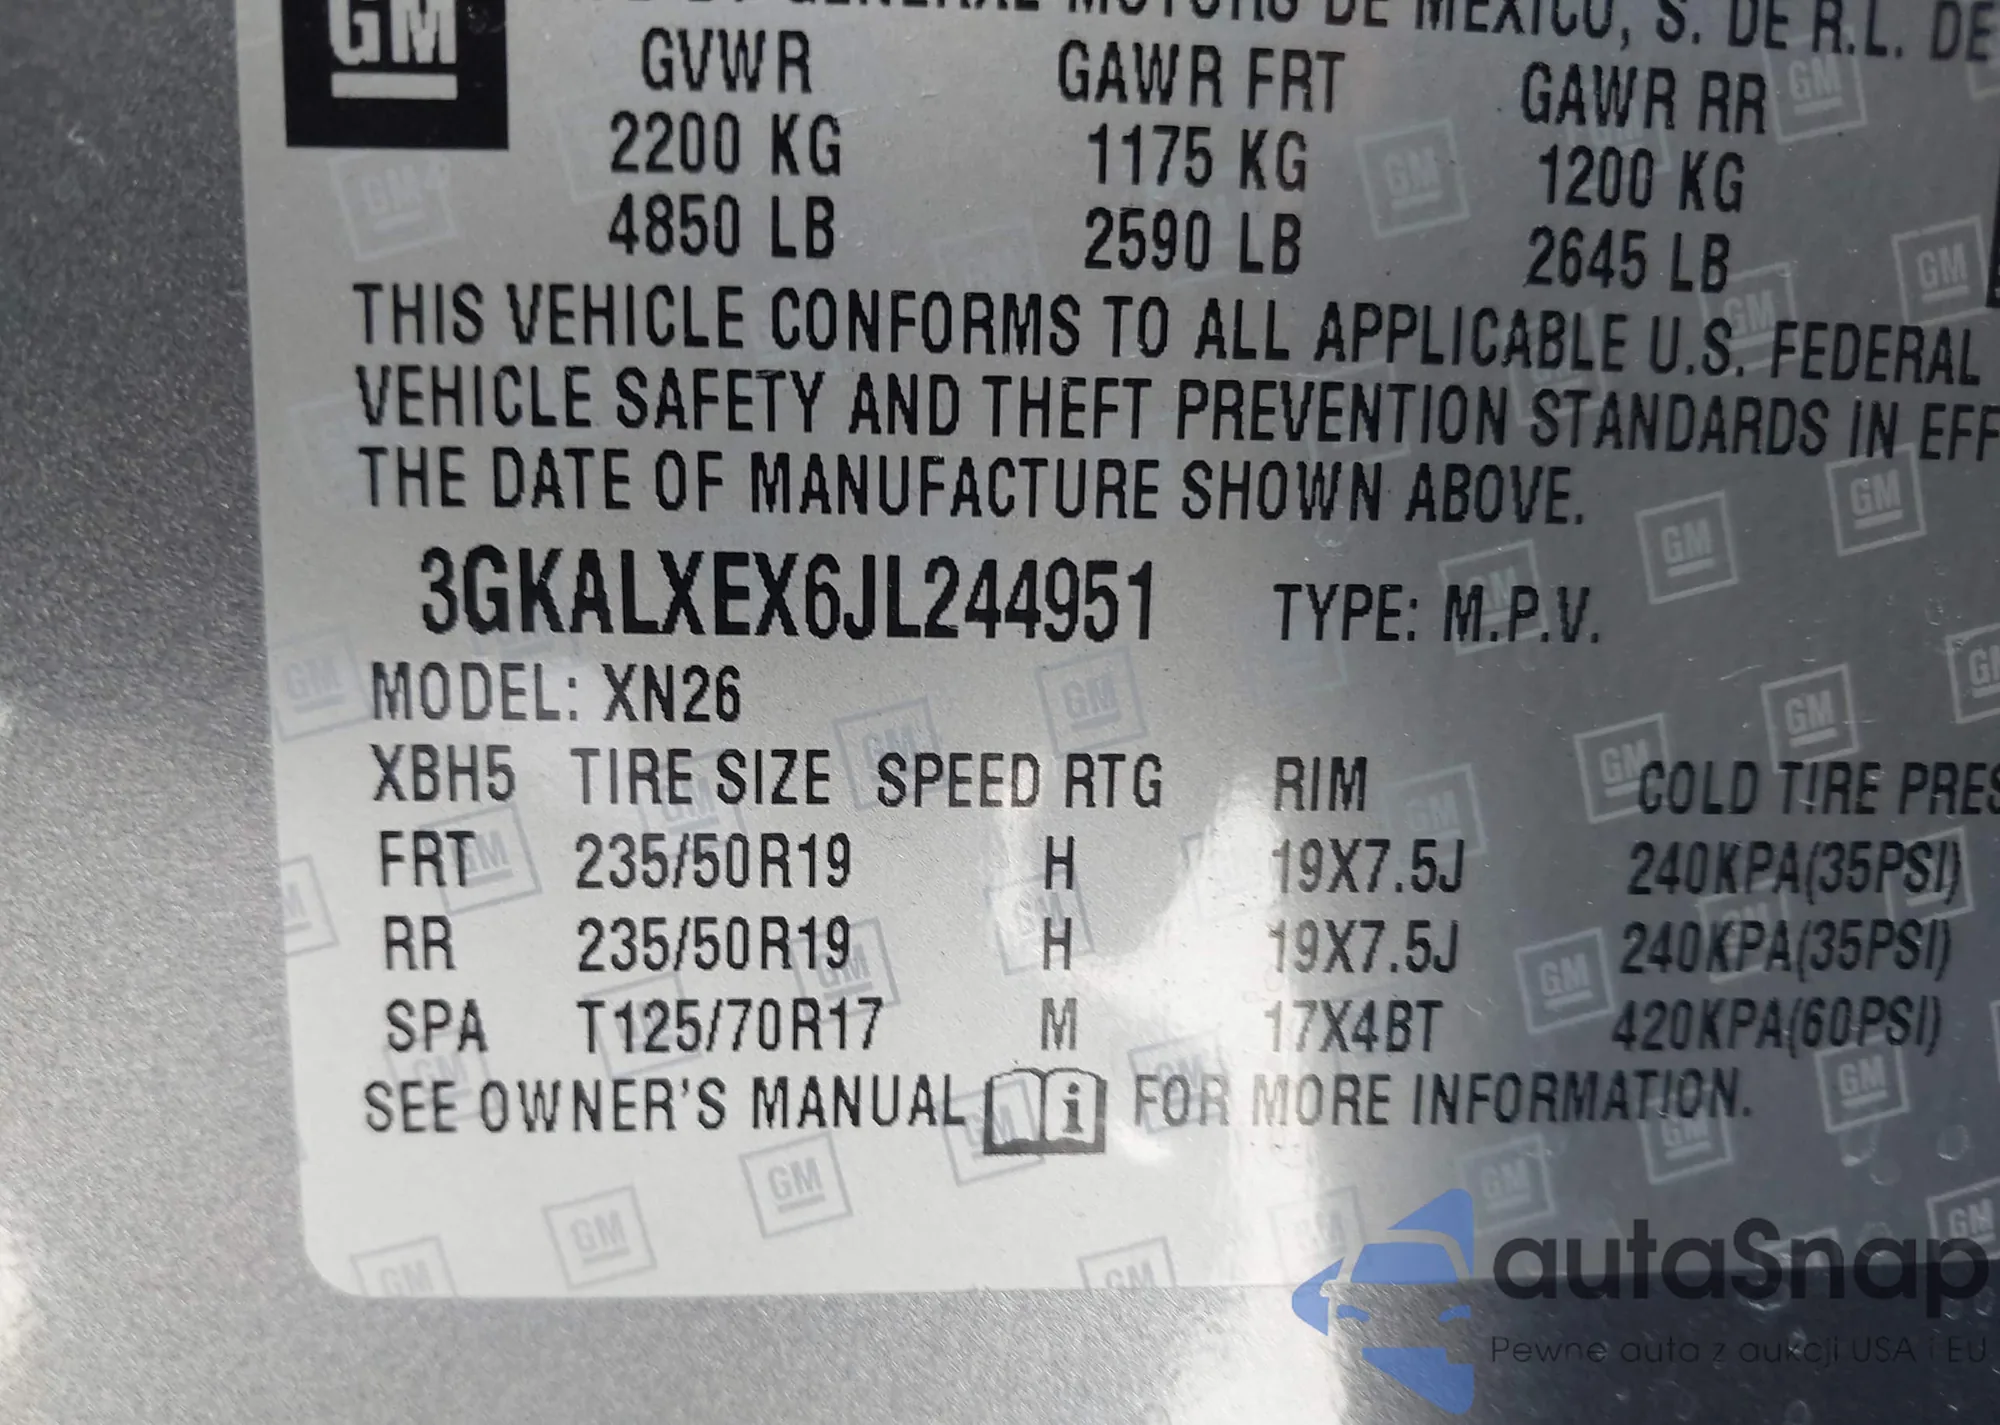 GM
GENERAL MOTORS DE MEXICO, S. DE R.L. DE
GVWR GAWR FRT GAWR RR
2200 KG 1175 KG 1200 KG
4850 LB 2590 LB 2645 LB
THIS VEHICLE CONFORMS TO ALL APPLICABLE U.S. FEDERAL
VEHICLE SAFETY AND THEFT PREVENTION STANDARDS IN EFF
THE DATE OF MANUFACTURE SHOWN ABOVE.
3GKALXEX6JL244951 TYPE: M.P.V.
MODEL: XN26
XBH5 TIRE SIZE SPEED RTG RIM COLD TIRE PRES
FRT 235/50R19 H 19X7.5J 240KPA(35PSI)
RR 235/50R19 H 19X7.5J 240KPA(35PSI)
SPA T125/70R17 M 17X4BT 420KPA(60PSI)
SEE OWNER'S MANUAL i FOR MORE INFORMATION.
autaSnap
Pewne auta z aukcji USA i EU